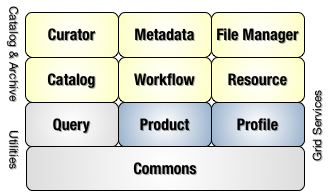 Catalog & Archive
Curator
Metadata
File Manager
Catalog
Workflow
Resource
Utilities
Query
Product
Profile
Grid Services
Commons